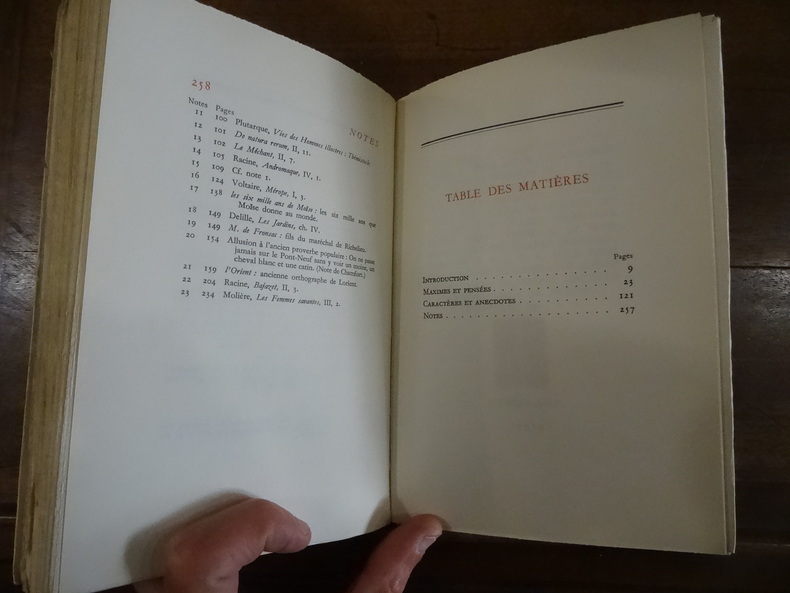 258
NOTES
Notes Pages
11 100 Plutarque, Vies des Hommes illustres : Thémistocle.
12 101 De natura rerum, II, 11.
13 102 Le Méchant, II, 7.
14 103 Racine, Andromaque, IV, 1.
15 109 Cf. note 1.
16 124 Voltaire, Mérope, I, 3.
17 138 les six mille ans de Moïse : les six mille ans que
Moïse donne au monde.
18 149 Delille, Les Jardins, ch. IV.
19 149 M. de Fronsac : fils du maréchal de Richelieu.
20 154 Allusion à l'ancien proverbe populaire : On ne passe
jamais sur le Pont-Neuf sans y voir un moine, un
cheval blanc et une catin. (Note de Chamfort.)
21 159 l'Orient : ancienne orthographe de Lorient.
22 204 Racine, Bajazet, II, 3.
23 234 Molière, Les Femmes savantes, III, 2.
TABLE DES MATIÈRES
Pages
Introduction . . . . . . . . . . . . . 9
Maximes et pensées . . . . . . . . . . . 23
Caractères et anecdotes . . . . . . . . . 121
Notes . . . . . . . . . . . . . . . 257